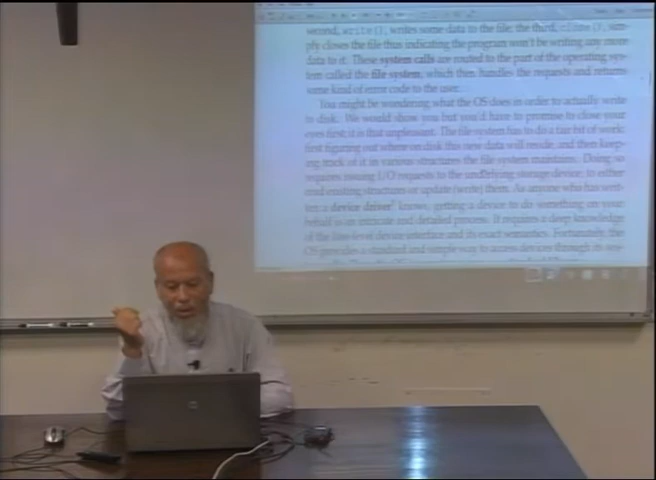 second, write(), writes some data to the file; the third, close(), sim-
ply closes the file thus indicating the program won't be writing any more
data to it. These system calls are routed to the part of the operating sys-
tem called the file system, which then handles the requests and returns
some kind of error code to the user.
You might be wondering what the OS does in order to actually write
to disk. We would show you but you'd have to promise to close your
eyes first; it is that unpleasant. The file system has to do a fair bit of work:
first figuring out where on disk this new data will reside, and then keep-
ing track of it in various structures the file system maintains. Doing so
requires issuing I/O requests to the underlying storage device, to either
read existing structures or update (write) them. As anyone who has writ-
ten a device driver knows, getting a device to do something on your
behalf is an intricate and detailed process. It requires a deep knowledge
of the low-level device interface and its exact semantics. Fortunately, the
OS provides a standard and simple way to access devices through its sys-